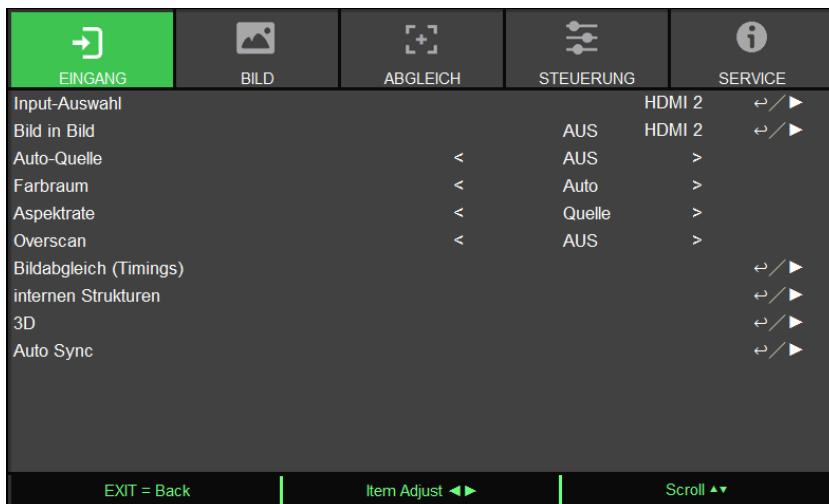 EINGANG BILD ABGLEICH STEUERUNG SERVICE
Input-Auswahl HDMI 2 ↩/▶
Bild in Bild AUS HDMI 2 ↩/▶
Auto-Quelle < AUS >
Farbraum < Auto >
Aspektrate < Quelle >
Overscan < AUS >
Bildabgleich (Timings) ↩/▶
internen Strukturen ↩/▶
3D ↩/▶
Auto Sync ↩/▶
EXIT = Back Item Adjust ◀▶ Scroll ▲▼